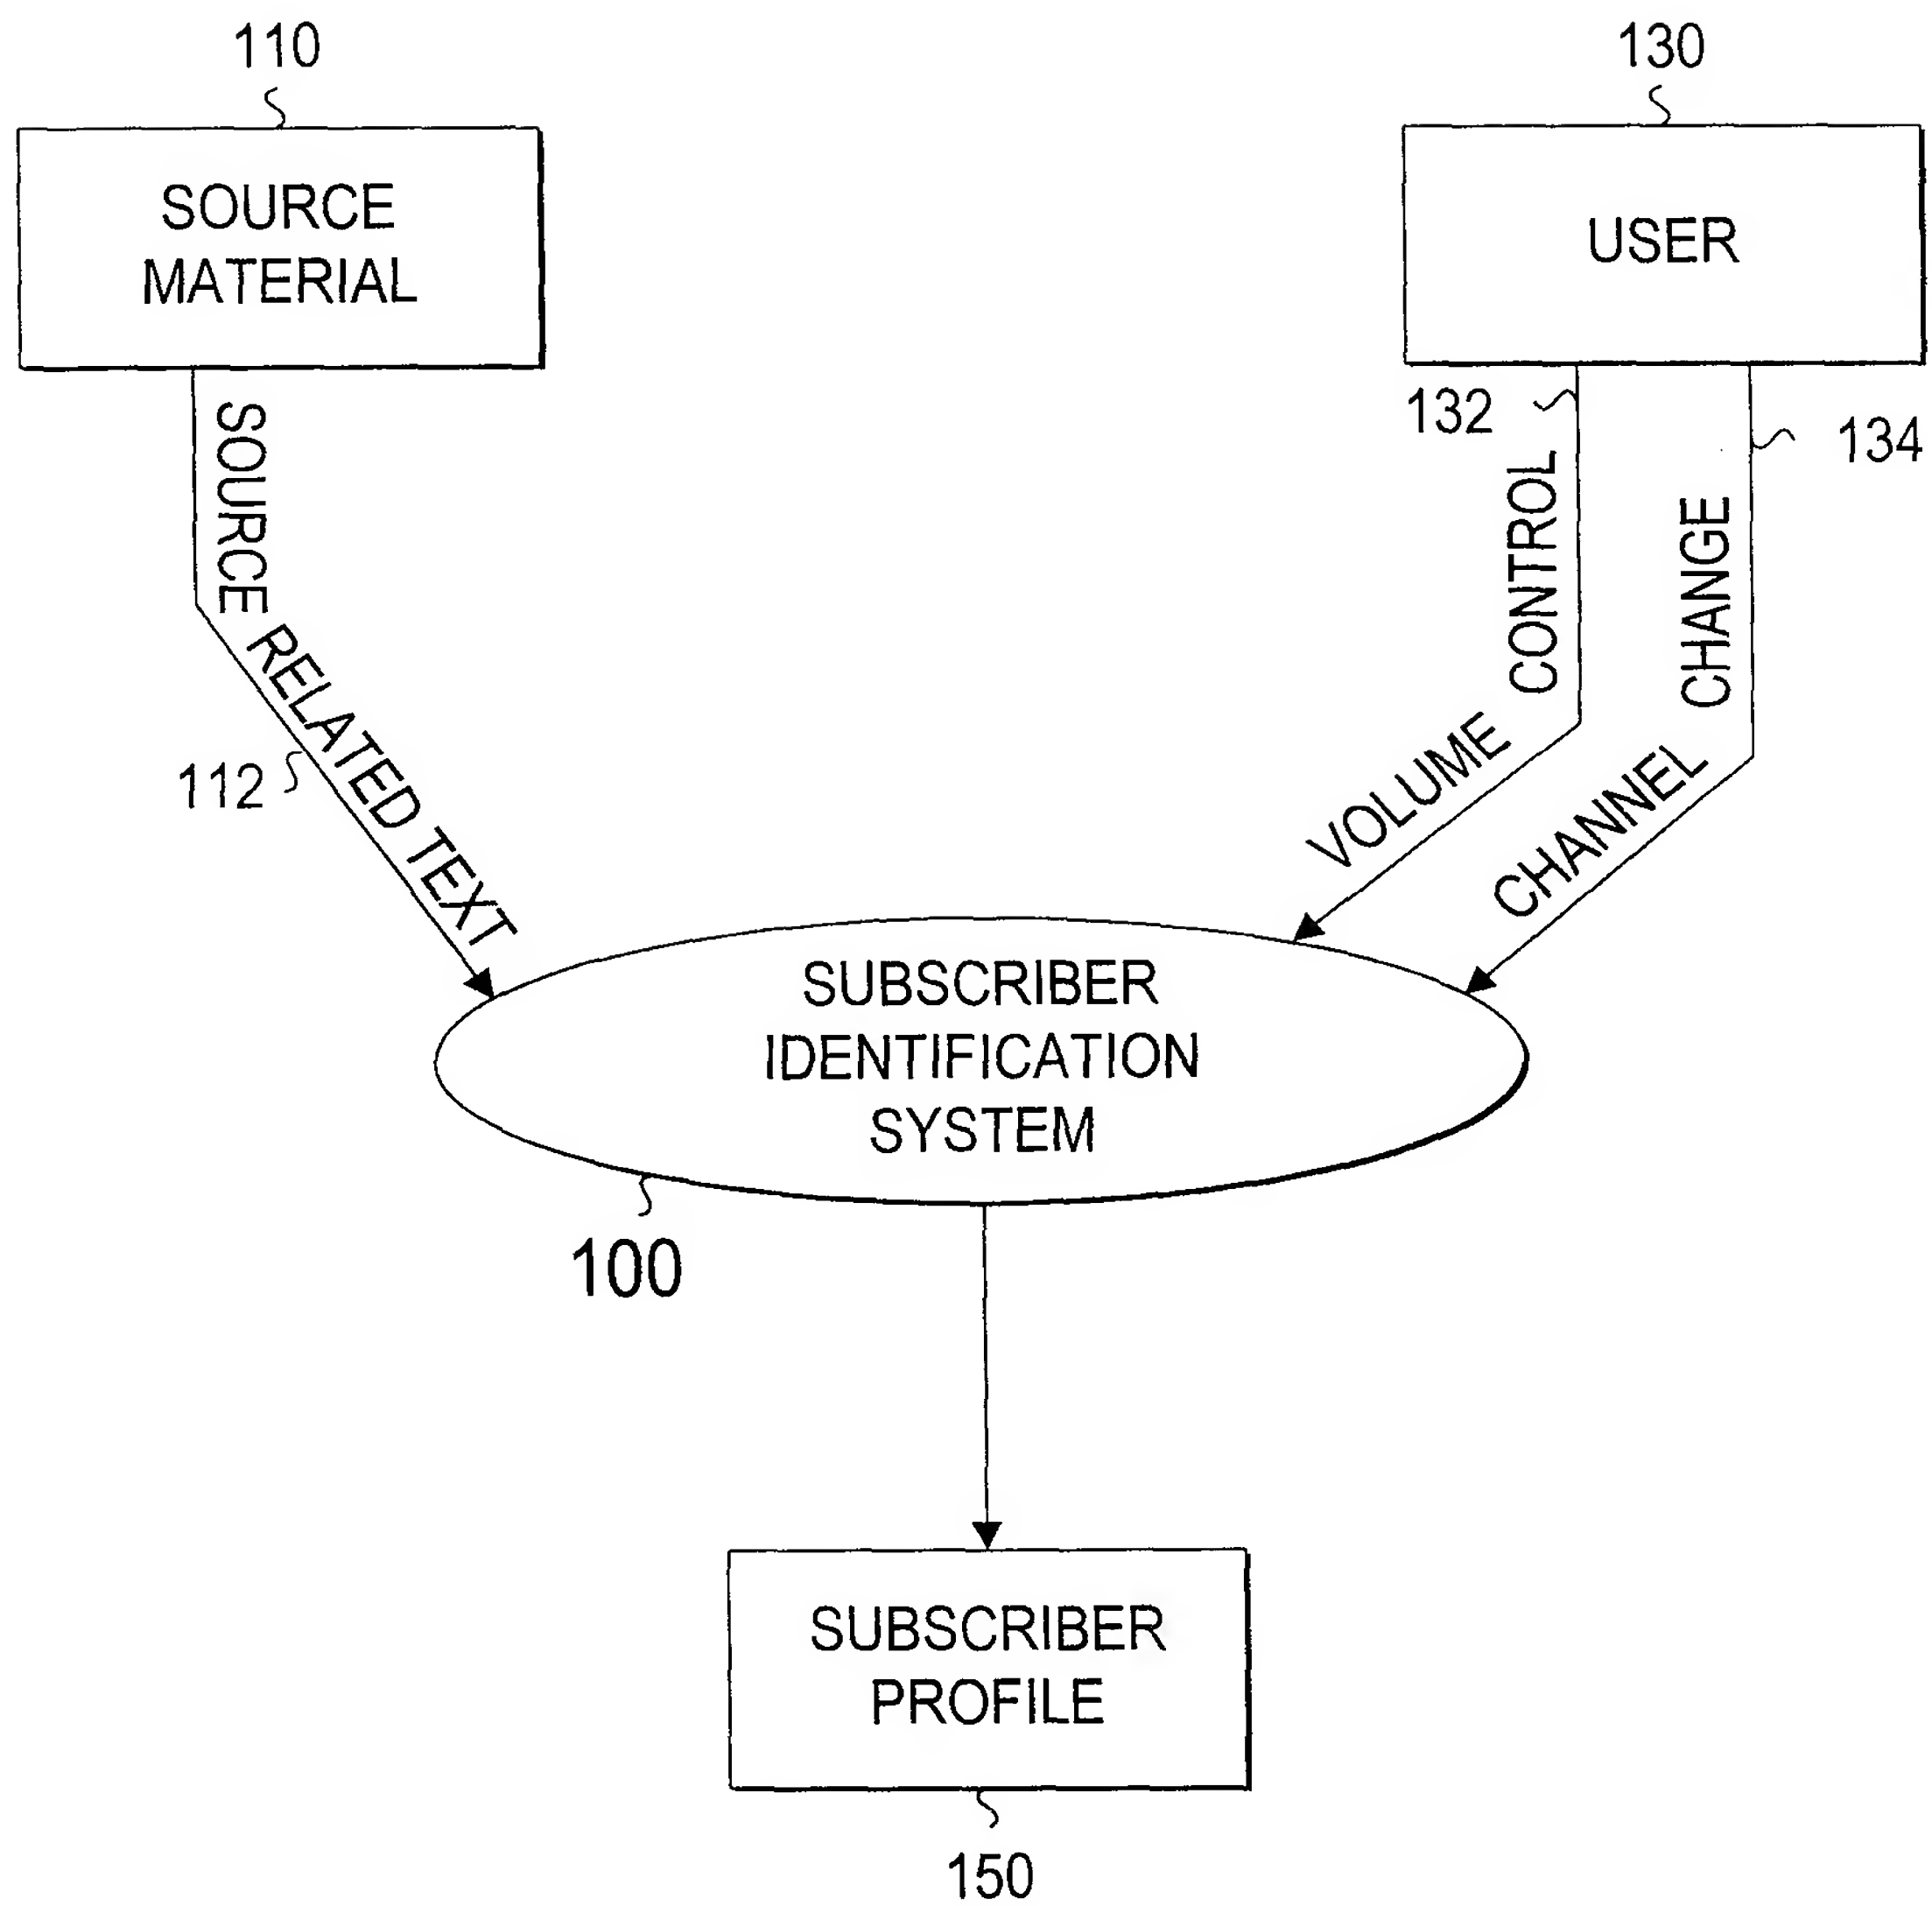 110
130
SOURCE
MATERIAL
USER
132
134
SOURCE RELATED TEXT
112
VOLUME CONTROL
CHANNEL CHANGE
SUBSCRIBER
IDENTIFICATION
SYSTEM
100
SUBSCRIBER
PROFILE
150